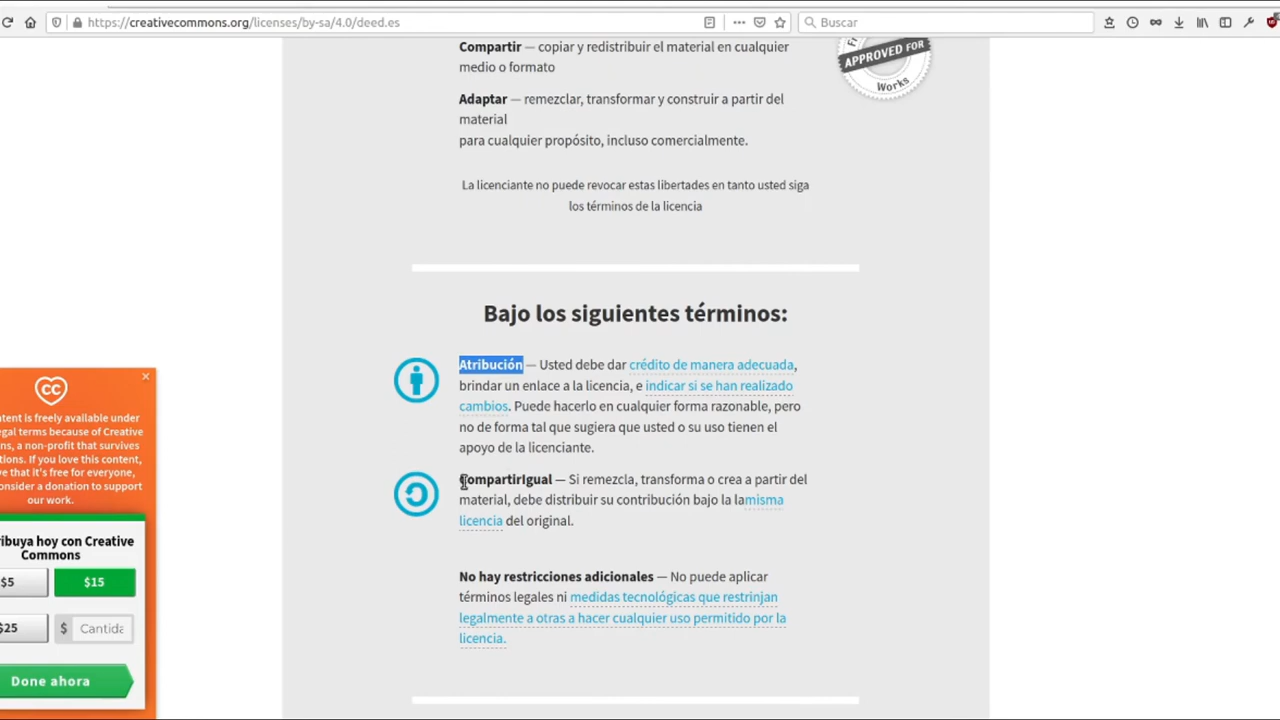 https://creativecommons.org/licenses/by-sa/4.0/deed.es
Buscar
Compartir — copiar y redistribuir el material en cualquier
medio o formato
APPROVED FOR
Works
Adaptar — remezclar, transformar y construir a partir del
material
para cualquier propósito, incluso comercialmente.
La licenciante no puede revocar estas libertades en tanto usted siga
los términos de la licencia
Bajo los siguientes términos:
Atribución — Usted debe dar crédito de manera adecuada,
brindar un enlace a la licencia, e indicar si se han realizado
cambios. Puede hacerlo en cualquier forma razonable, pero
no de forma tal que sugiera que usted o su uso tienen el
apoyo de la licenciante.
CompartirIgual — Si remezcla, transforma o crea a partir del
material, debe distribuir su contribución bajo la lamisma
licencia del original.
No hay restricciones adicionales — No puede aplicar
términos legales ni medidas tecnológicas que restrinjan
legalmente a otras a hacer cualquier uso permitido por la
licencia.
cc
is freely available under
terms because of Creative
a non-profit that survives
If you love this content,
that it's free for everyone,
consider a donation to support
our work.
hoy con Creative
Commons
$5
$15
$25
$
Cantida
Done ahora